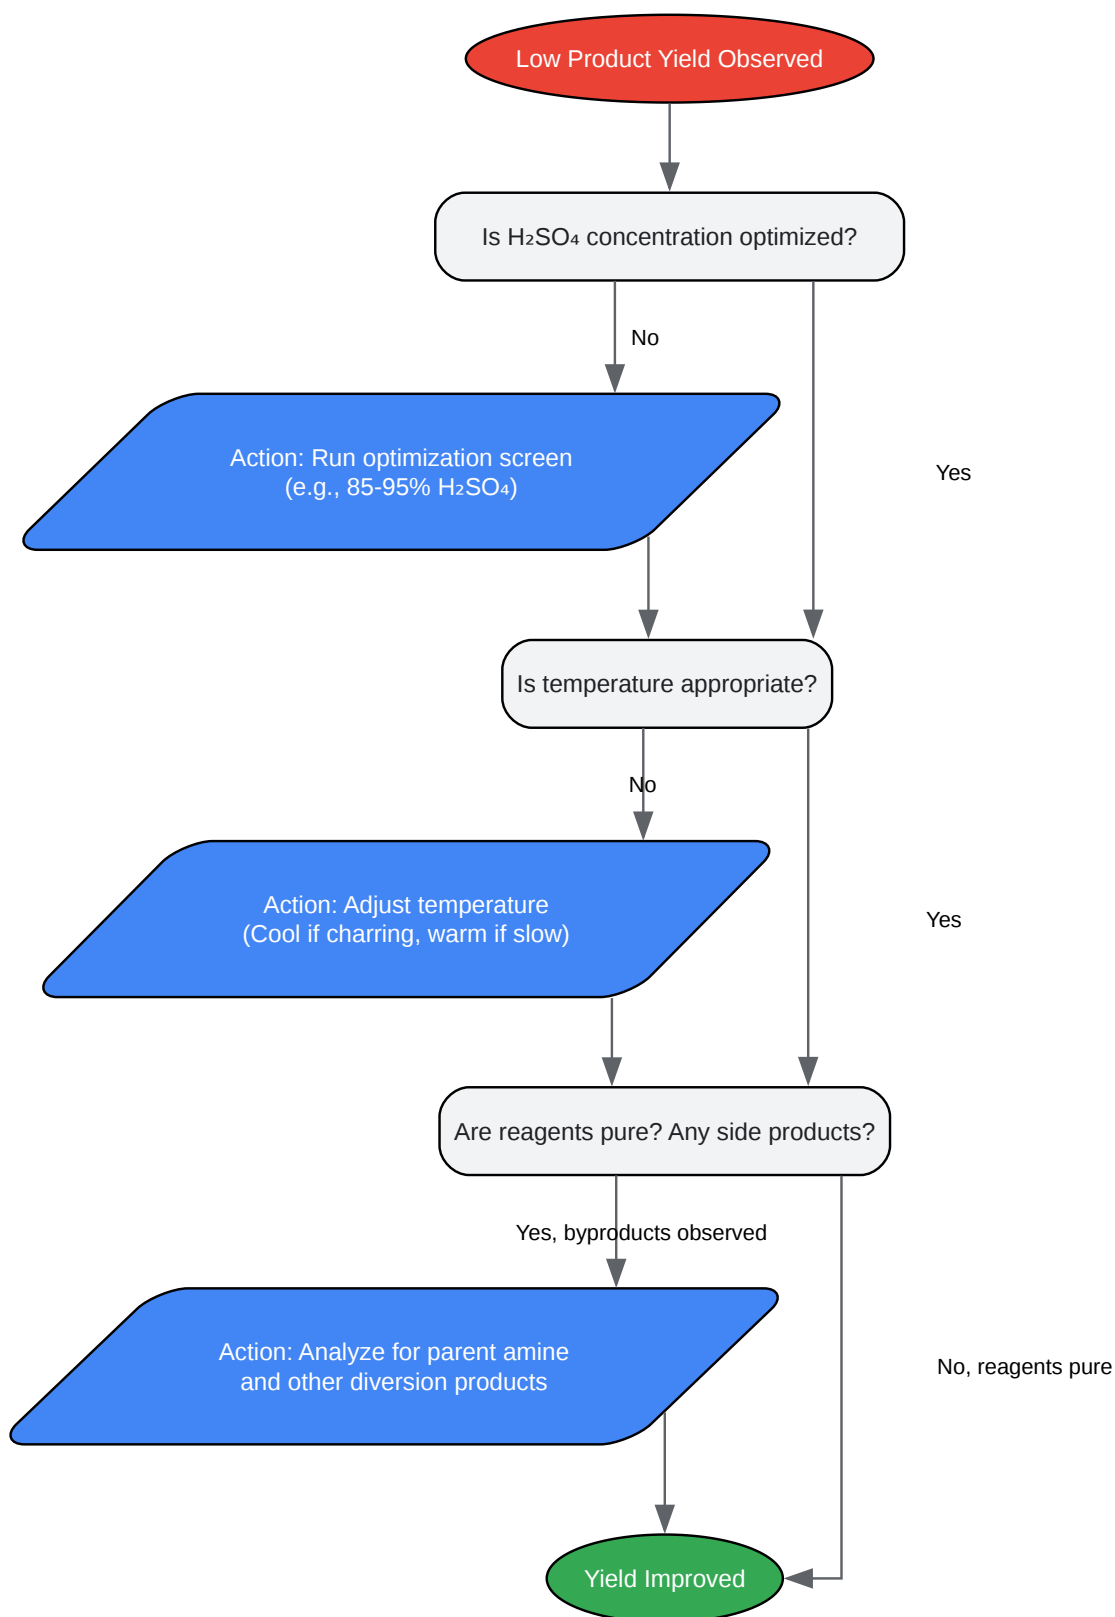 Low Product Yield Observed
Is H₂SO₄ concentration optimized?
No
Action: Run optimization screen
(e.g., 85-95% H₂SO₄)
Yes
Is temperature appropriate?
No
Action: Adjust temperature
(Cool if charring, warm if slow)
Yes
Are reagents pure? Any side products?
Yes, byproducts observed
Action: Analyze for parent amine
and other diversion products
No, reagents pure
Yield Improved